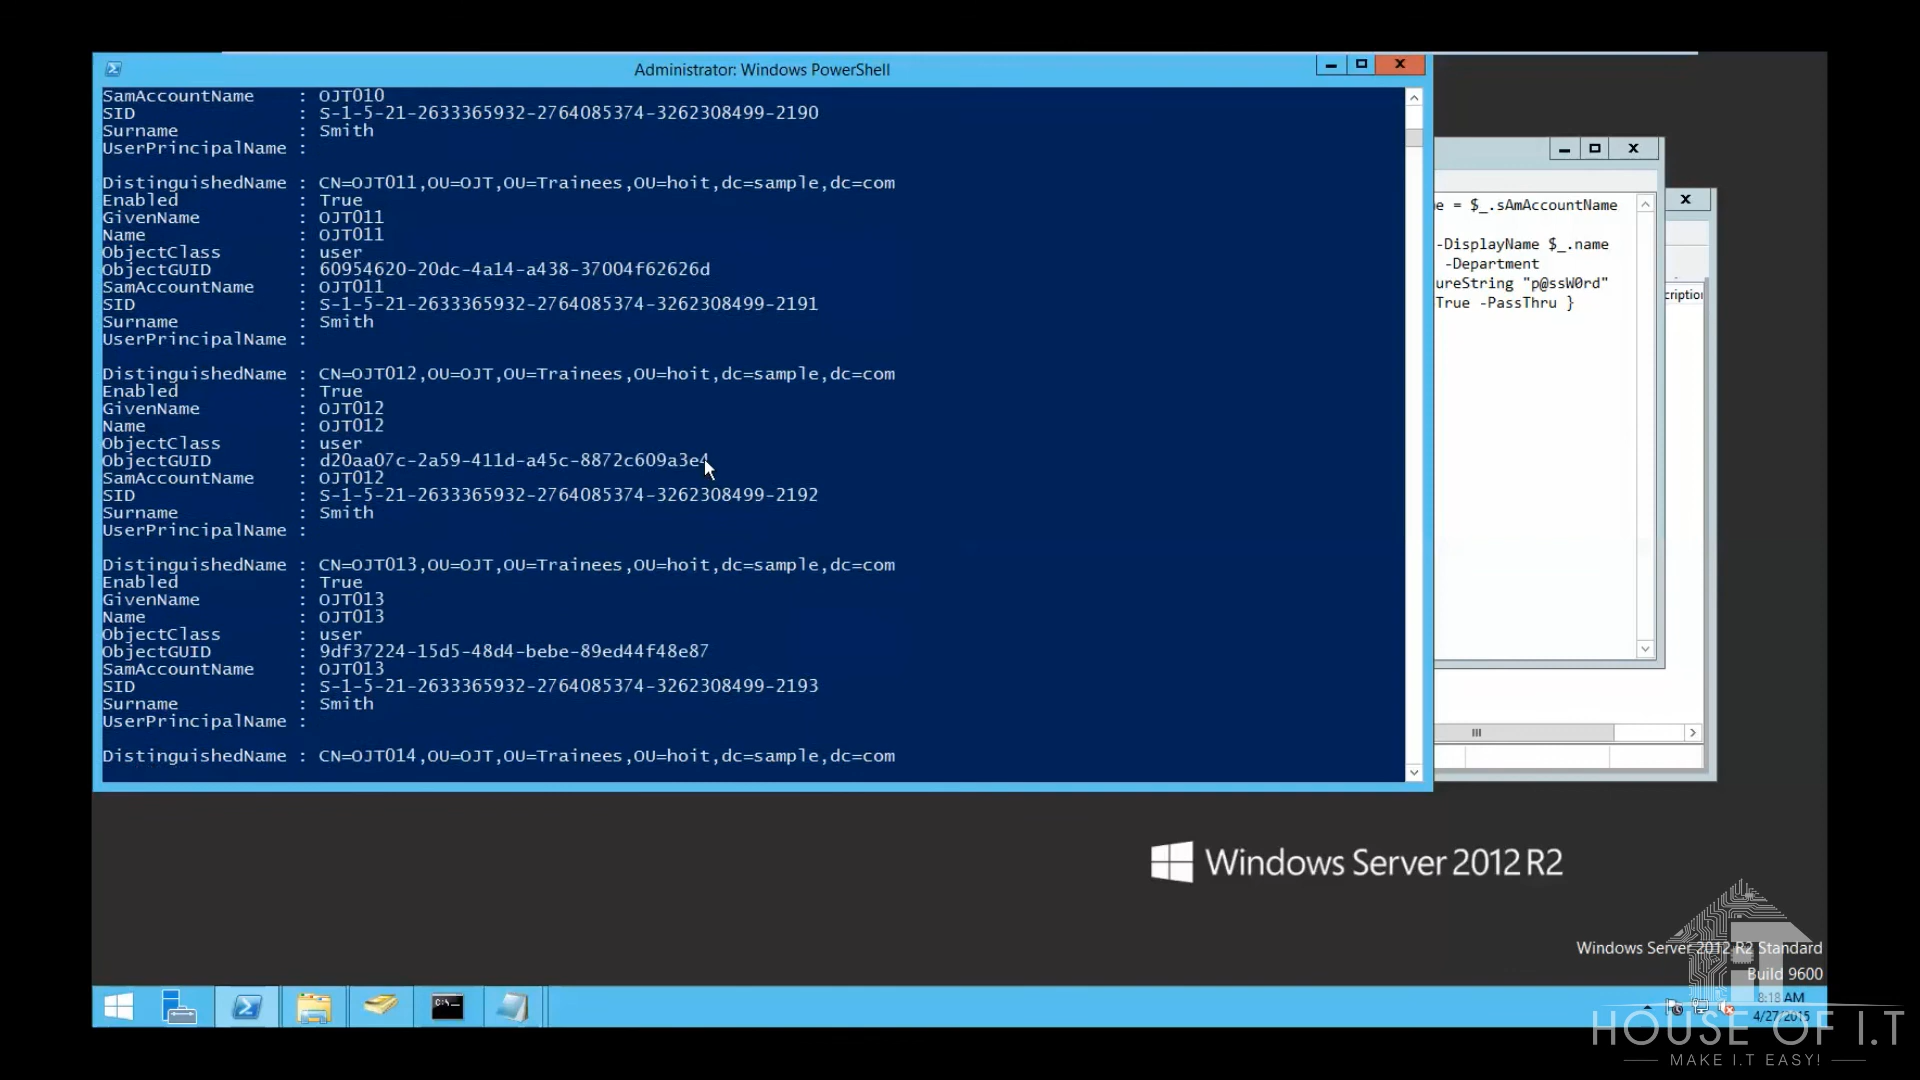 Administrator: Windows PowerShell
SamAccountName    : OJT010
SID               : S-1-5-21-2633365932-2764085374-3262308499-2190
Surname           : Smith
UserPrincipalName :
DistinguishedName : CN=OJT011,OU=OJT,OU=Trainees,OU=hoit,dc=sample,dc=com
Enabled           : True
GivenName         : OJT011
Name              : OJT011
ObjectClass       : user
ObjectGUID        : 60954620-20dc-4a14-a438-37004f62626d
SamAccountName    : OJT011
SID               : S-1-5-21-2633365932-2764085374-3262308499-2191
Surname           : Smith
UserPrincipalName :
DistinguishedName : CN=OJT012,OU=OJT,OU=Trainees,OU=hoit,dc=sample,dc=com
Enabled           : True
GivenName         : OJT012
Name              : OJT012
ObjectClass       : user
ObjectGUID        : d20aa07c-2a59-411d-a45c-8872c609a3e4
SamAccountName    : OJT012
SID               : S-1-5-21-2633365932-2764085374-3262308499-2192
Surname           : Smith
UserPrincipalName :
DistinguishedName : CN=OJT013,OU=OJT,OU=Trainees,OU=hoit,dc=sample,dc=com
Enabled           : True
GivenName         : OJT013
Name              : OJT013
ObjectClass       : user
ObjectGUID        : 9df37224-15d5-48d4-bebe-89ed44f48e87
SamAccountName    : OJT013
SID               : S-1-5-21-2633365932-2764085374-3262308499-2193
Surname           : Smith
UserPrincipalName :
DistinguishedName : CN=OJT014,OU=OJT,OU=Trainees,OU=hoit,dc=sample,dc=com
e = $_.sAmAccountName
-DisplayName $_.name
-Department
ureString "p@ssW0rd"
True -PassThru }
criptio
Windows Server 2012 R2
Windows Server 2012 R2 Standard
Build 9600
8:18 AM
4/27/2015
HOUSE OF I.T
MAKE I.T EASY!